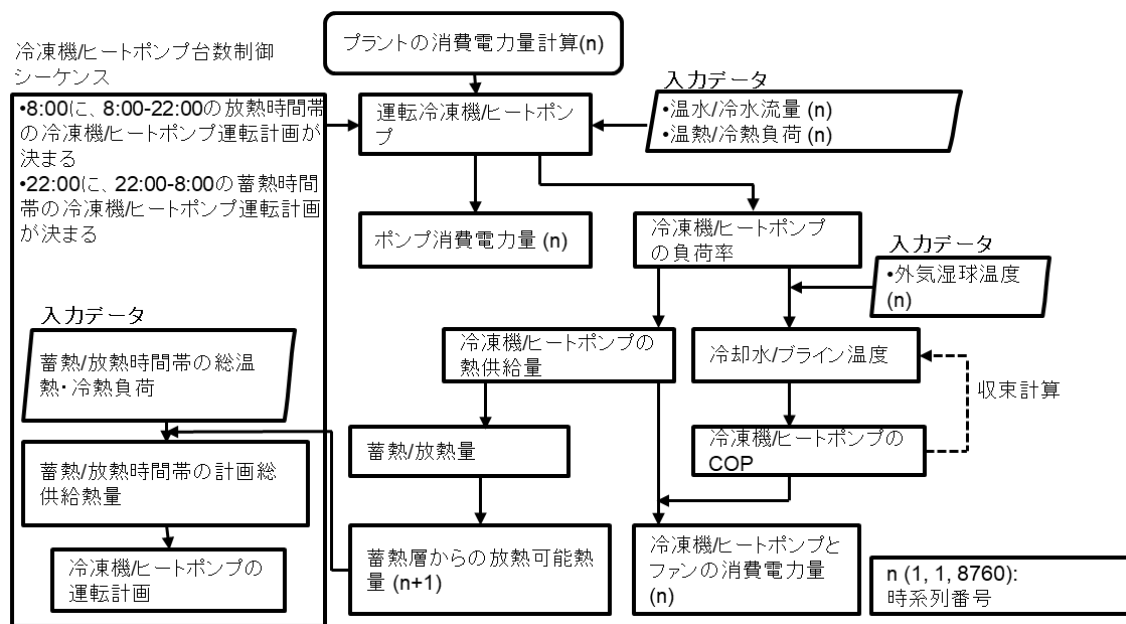 プラントの消費電力量計算(n)
冷凍機/ヒートポンプ台数制御
シーケンス
•8:00に、8:00-22:00の放熱時間帯
の冷凍機/ヒートポンプ運転計画が
決まる
•22:00に、22:00-8:00の蓄熱時間
帯の冷凍機/ヒートポンプ運転計画
が決まる
運転冷凍機/ヒートポン
プ
入力データ
•温水/冷水流量 (n)
•温熱/冷熱負荷 (n)
ポンプ消費電力量 (n)
冷凍機/ヒートポンプ
の負荷率
入力データ
•外気湿球温度
(n)
入力データ
蓄熱/放熱時間帯の総温
熱・冷熱負荷
冷凍機/ヒートポンプの
熱供給量
冷却水/ブライン温度
収束計算
蓄熱/放熱時間帯の計画総
供給熱量
蓄熱/放熱量
冷凍機/ヒートポンプの
COP
冷凍機/ヒートポンプの
運転計画
蓄熱層からの放熱可能熱
量 (n+1)
冷凍機/ヒートポンプと
ファンの消費電力量
(n)
n (1, 1, 8760):
時系列番号